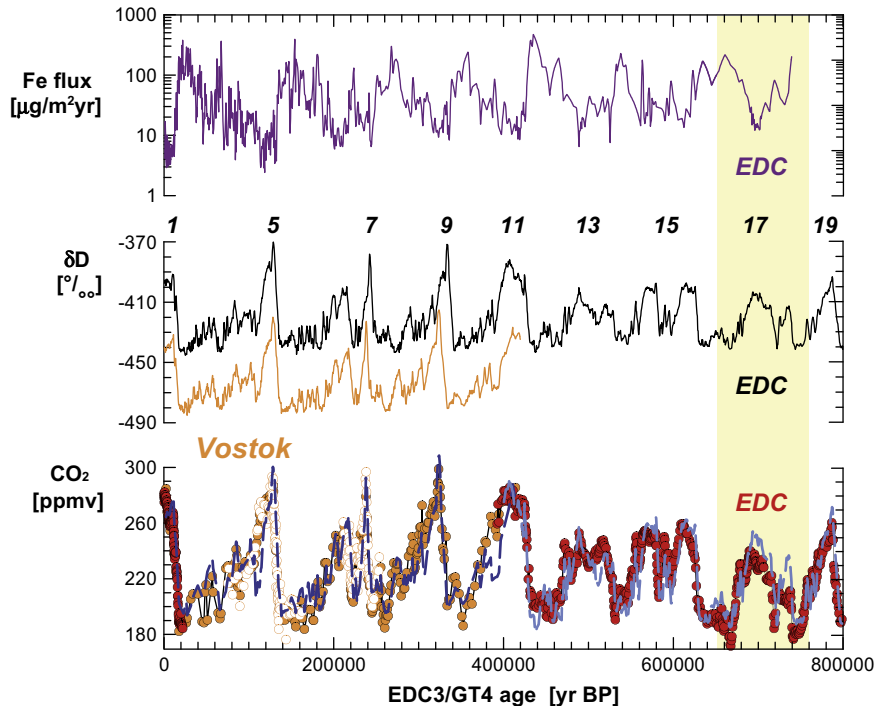 1000
Fe flux
100
[µg/m²yr]
10
EDC
1
1 5 7 9 11 13 15 17 19
-370
δD
[°/oo]
-410
-450
EDC
-490
Vostok
CO₂
300
[ppmv]
EDC
260
220
180
0 200000 400000 600000 800000
EDC3/GT4 age [yr BP]